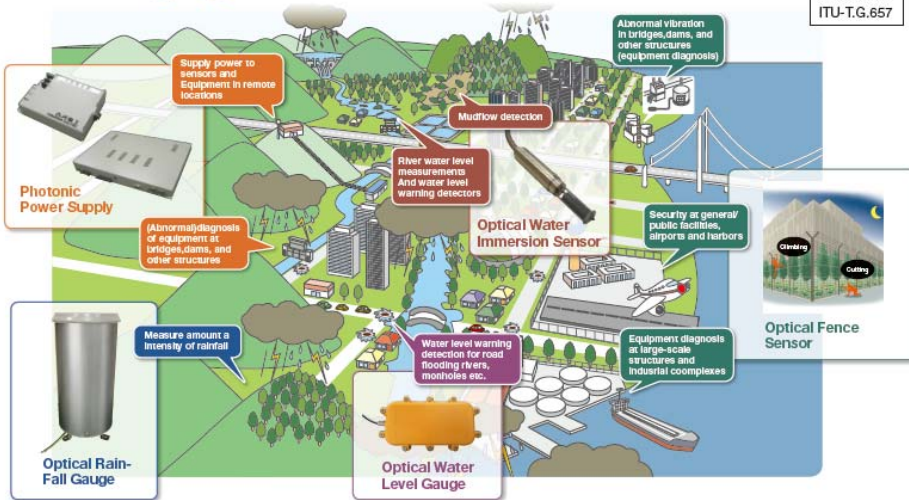 ITU-T.G.657
Abnormal vibration
in bridges,dams, and
other structures
(equipment diagnosis)
Supply power to
sensors and
Equipment in remote
locations
Mudflow detection
Photonic
Power Supply
River water level
measurements
And water level
warning detectors
Optical Water
Immersion Sensor
Security at general/
public facilities,
airports and harbors
Climbing
Cutting
(Abnormal)diagnosis
of equipment at
bridges,dams, and
other structures
Optical Fence
Sensor
Measure amount a
intensity of rainfall
Water level warning
detection for road
flooding rivers,
monholes etc.
Equipment diagnosis
at large-scale
structures and
indusrial coomplexes
Optical Rain-
Fall Gauge
Optical Water
Level Gauge